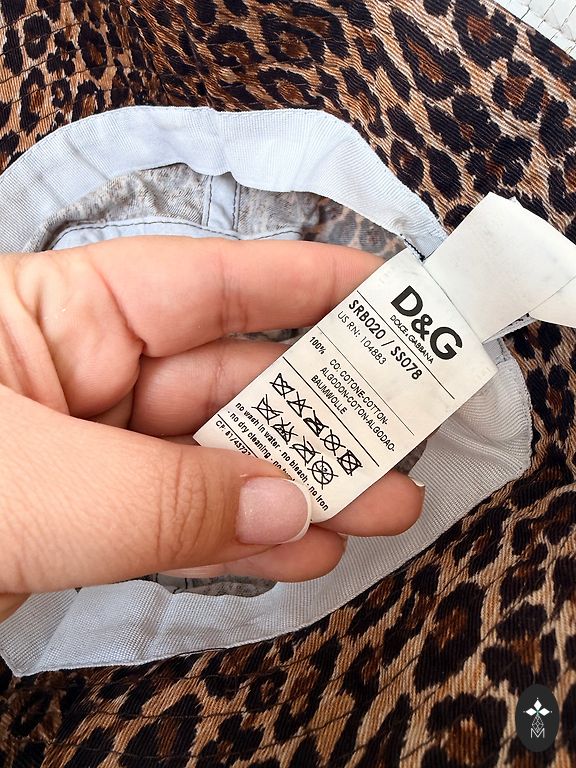 D&G
DOLCE & GABBANA
SRB020 / SS078
US RN: 104883
100%
CO: COTONE-COTTON-
ALGODON-COTON-ALGODAO-
BAUMWOLLE
no wash in water - no bleach - no iron
- no dry cleaning - no
M